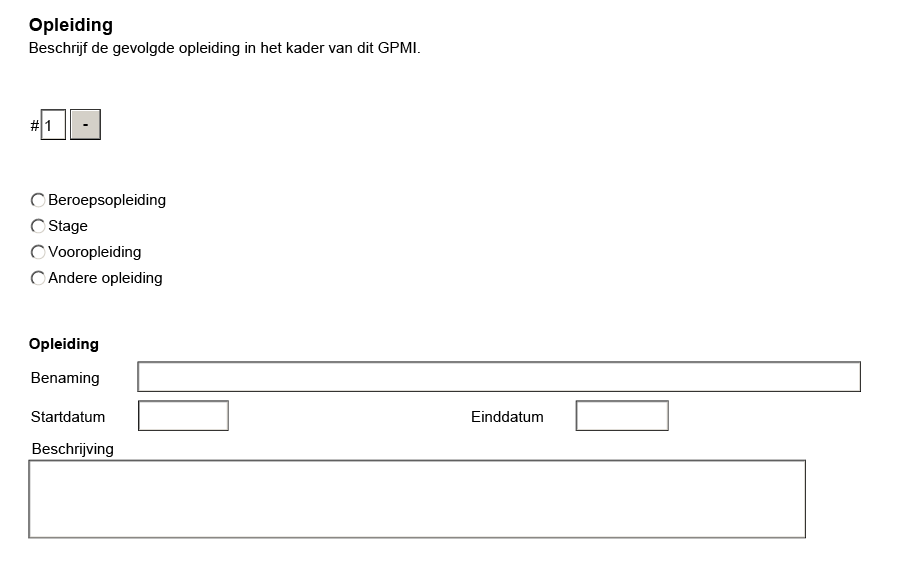 Opleiding
Beschrijf de gevolgde opleiding in het kader van dit GPMI.
#1 -
Beroepsopleiding
Stage
Vooropleiding
Andere opleiding
Opleiding
Benaming
Startdatum Einddatum
Beschrijving